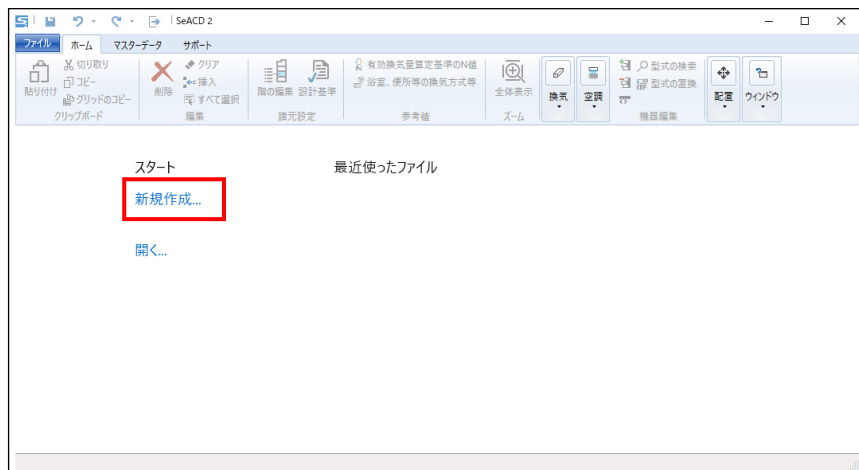 SeACD 2
ファイル ホーム マスターデータ サポート
貼り付け
切り取り
コピー
グリッドのコピー
クリップボード
削除
クリア
挿入
すべて選択
編集
階の編集 設計基準
諸元設定
有効換気量算定基準のN値
浴室、便所等の換気方式等
参考値
全体表示
ズーム
換気
空調
型式の検索
型式の置換
機器編集
配置
ウィンドウ
スタート
新規作成...
開く...
最近使ったファイル